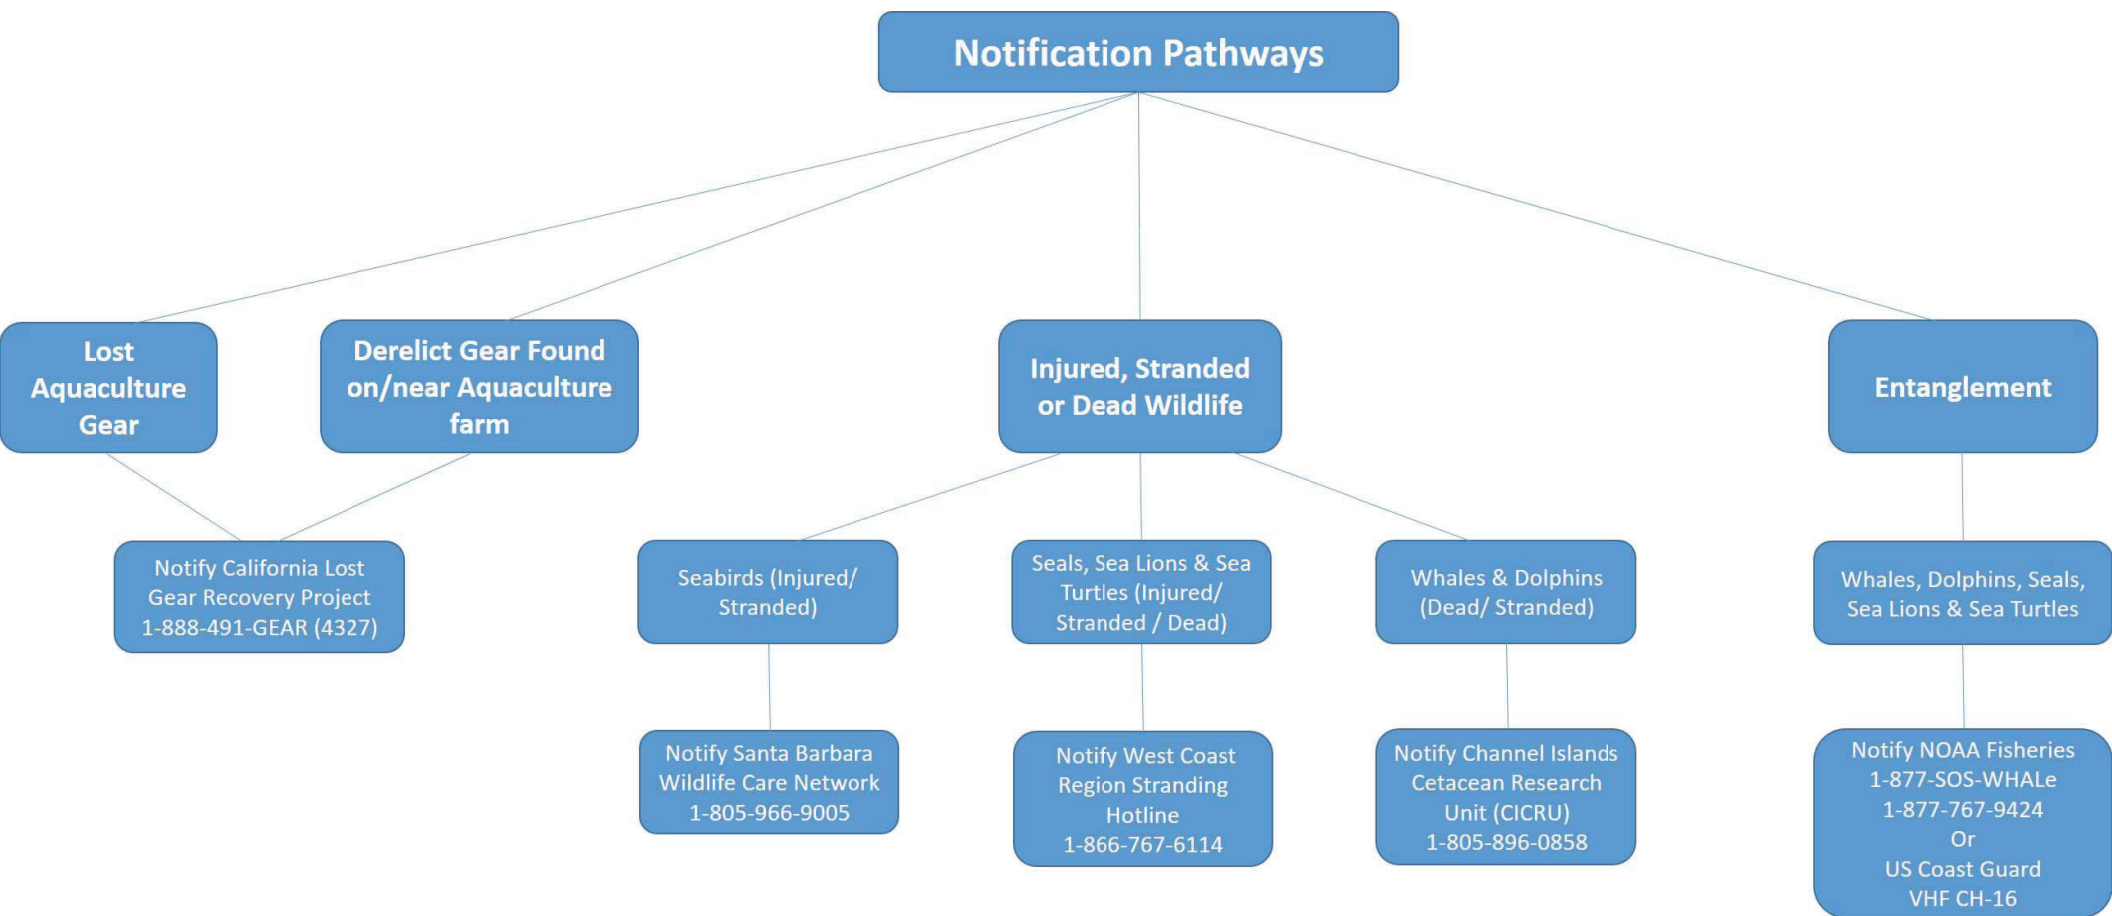 Notification Pathways
Lost
Aquaculture
Gear
Derelict Gear Found
on/near Aquaculture
farm
Injured, Stranded
or Dead Wildlife
Entanglement
Notify California Lost
Gear Recovery Project
1-888-491-GEAR (4327)
Seabirds (Injured/
Stranded)
Seals, Sea Lions & Sea
Turtles (Injured/
Stranded / Dead)
Whales & Dolphins
(Dead/ Stranded)
Whales, Dolphins, Seals,
Sea Lions & Sea Turtles
Notify Santa Barbara
Wildlife Care Network
1-805-966-9005
Notify West Coast
Region Stranding
Hotline
1-866-767-6114
Notify Channel Islands
Cetacean Research
Unit (CICRU)
1-805-896-0858
Notify NOAA Fisheries
1-877-SOS-WHALe
1-877-767-9424
Or
US Coast Guard
VHF CH-16